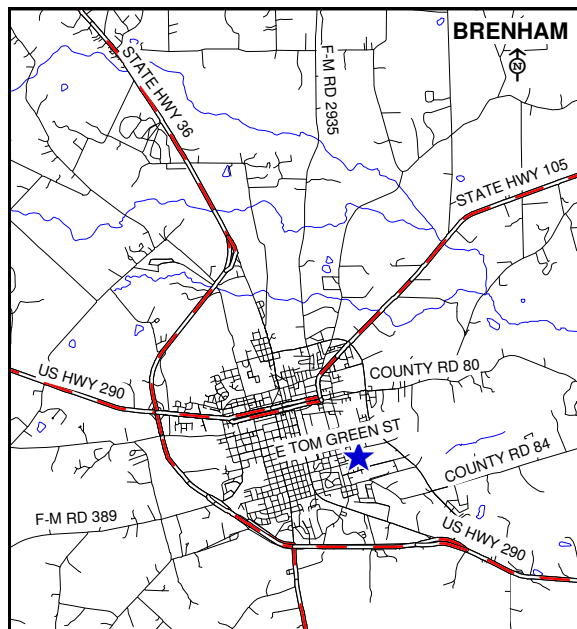 BRENHAM
N
STATE HWY 36
F-M RD 2935
STATE HWY 105
US HWY 290
COUNTY RD 80
E TOM GREEN ST
COUNTY RD 84
F-M RD 389
US HWY 290